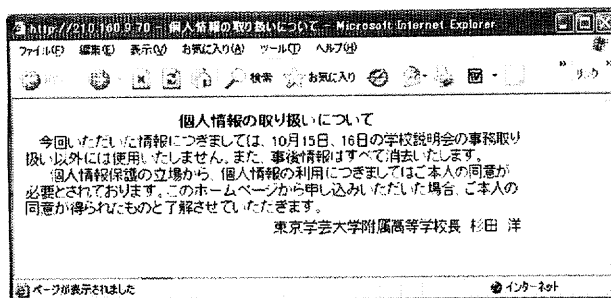 http://210.160.9.70 - 個人情報の取り扱いについて - Microsoft Internet Explorer
ファイル(F) 編集(E) 表示(V) お気に入り(A) ツール(T) ヘルプ(H)
検索 お気に入り
個人情報の取り扱いについて
今回いただいた情報につきましては、10月15日、16日の学校説明会の事務取り
扱い以外には使用いたしません。また、事後情報はすべて消去いたします。
個人情報保護の立場から、個人情報の利用につきましてはご本人の同意が
必要とされております。このホームページから申し込みいただいた場合、ご本人の
同意が得られたものと了解させていただきます。
東京学芸大学附属高等学校長 杉田 洋
ページが表示されました インターネット